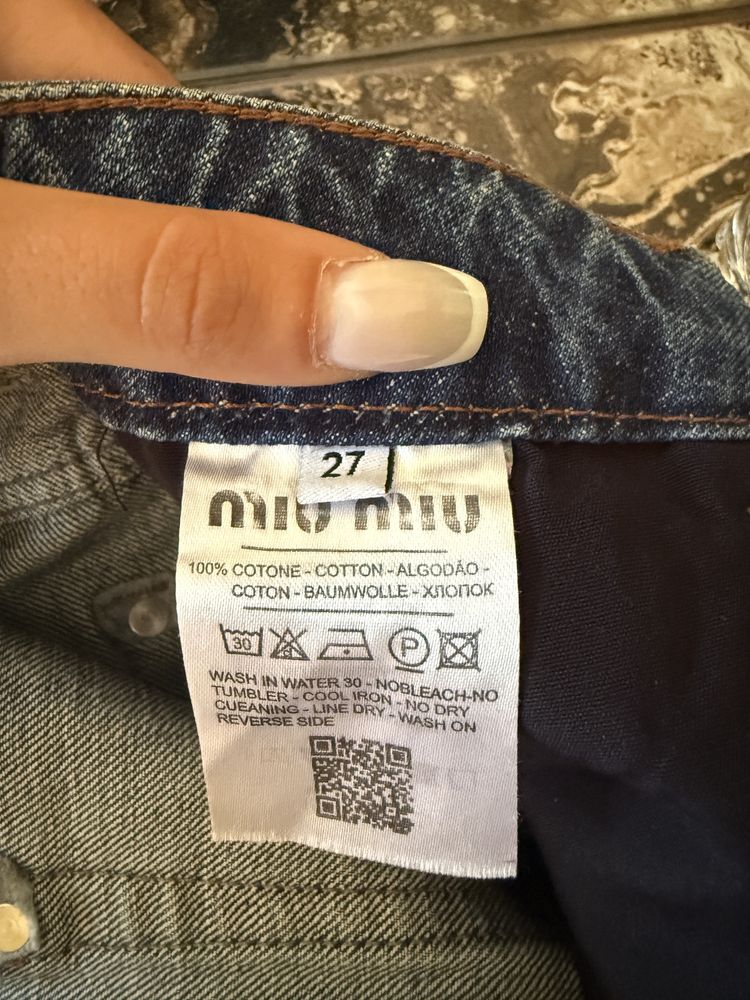 27
miu miu
100% COTONE - COTTON - ALGODÃO -
COTON - BAUMWOLLE - ХЛОПОК
30 C P
WASH IN WATER 30 - NOBLEACH-NO
TUMBLER - COOL IRON - NO DRY
CUEANING - LINE DRY - WASH ON
REVERSE SIDE